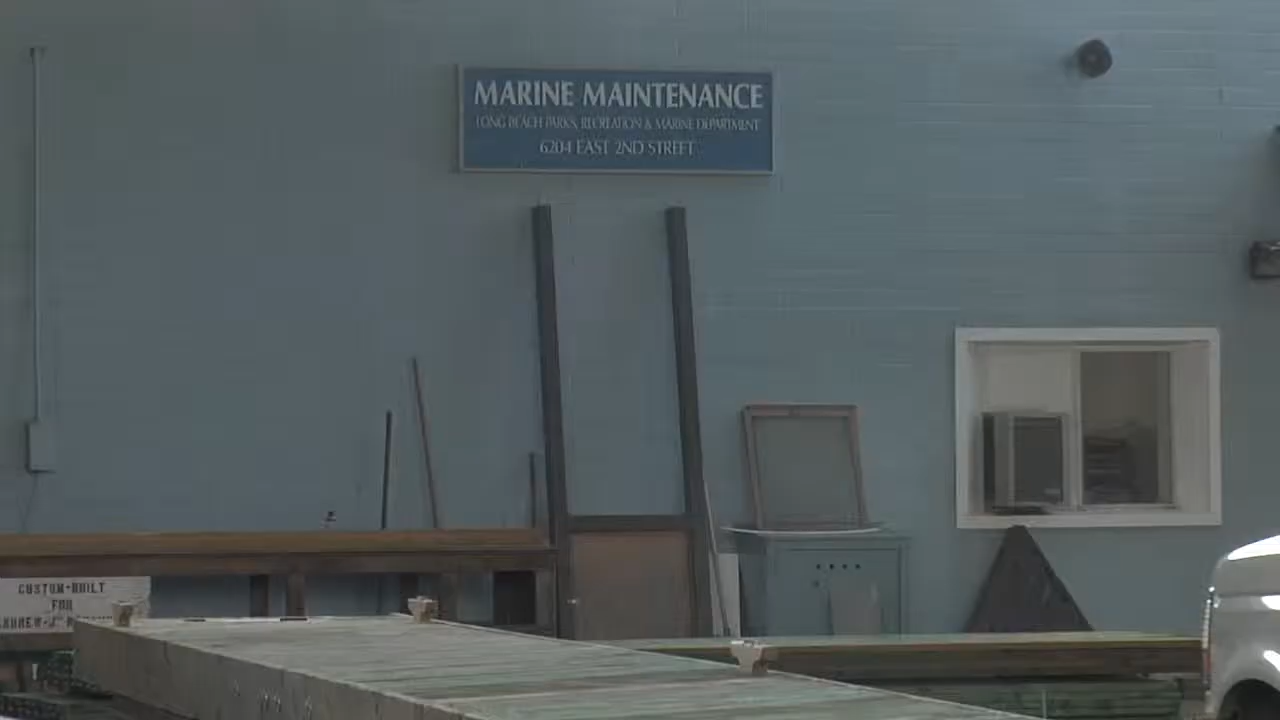 MARINE MAINTENANCE
LONG BEACH PARKS, RECREATION & MARINE DEPARTMENT
6204 EAST 2ND STREET
CUSTOM-BUILT
FOR